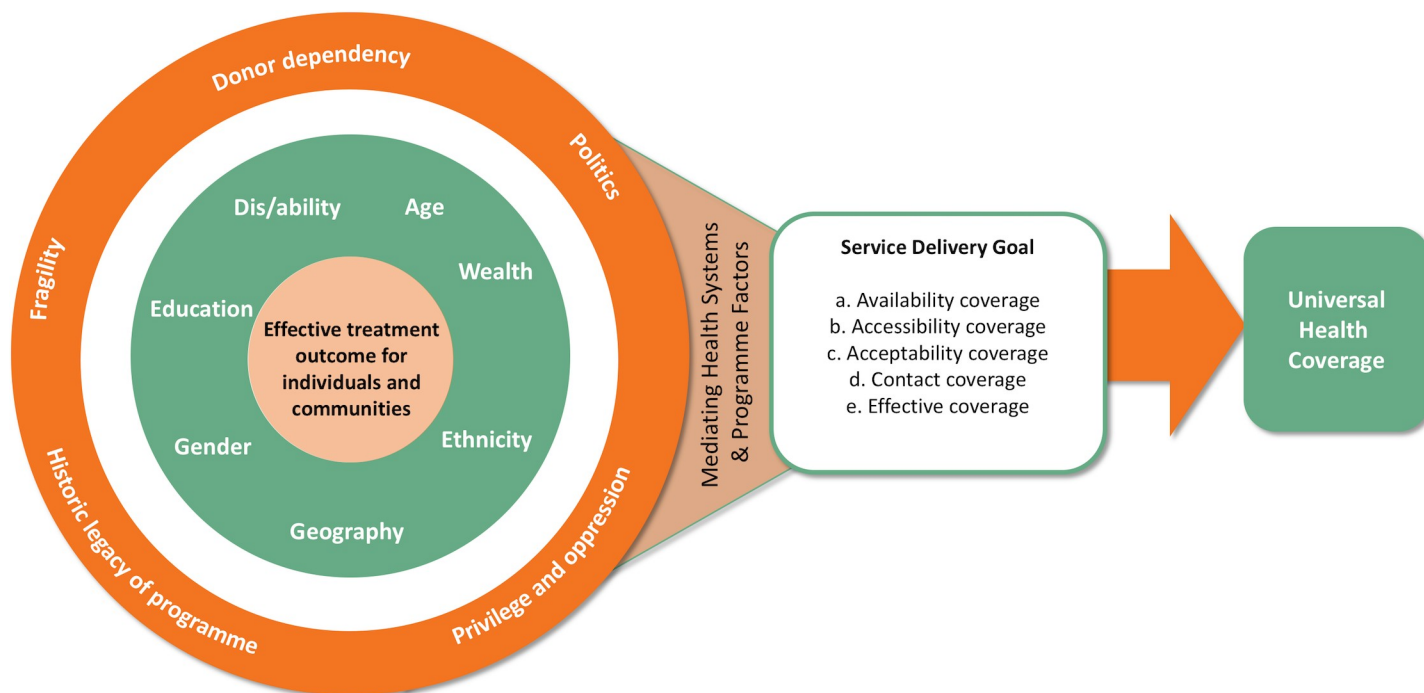 Donor dependency
Politics
Fragility
Historic legacy of programme
Privilege and oppression
Dis/ability
Age
Wealth
Education
Ethnicity
Gender
Geography
Effective treatment
outcome for
individuals and
communities
Mediating Health Systems
& Programme Factors
Service Delivery Goal
a. Availability coverage
b. Accessibility coverage
c. Acceptability coverage
d. Contact coverage
e. Effective coverage
Universal
Health
Coverage